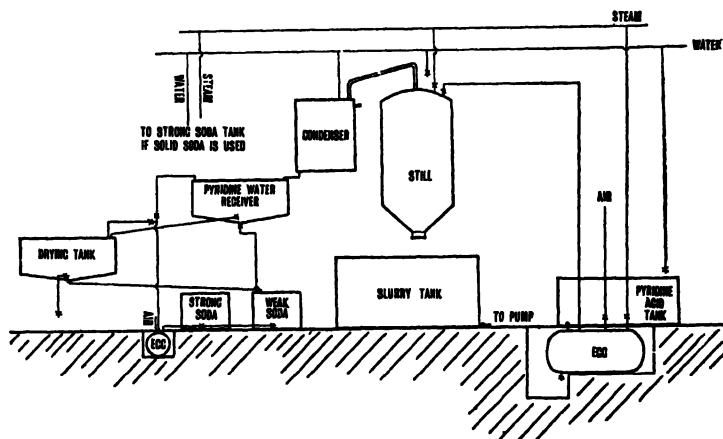 STEAM
WATER
WATER
STEAM
TO STRONG SODA TANK
IF SOLID SODA IS USED
CONDENSER
STILL
PYRIDINE WATER
RECEIVER
AIR
DRYING TANK
STRONG
SODA
WEAK
SODA
SLURRY TANK
TO PUMP
PYRIDINE
ACID
TANK
AIR
EGG
EGG